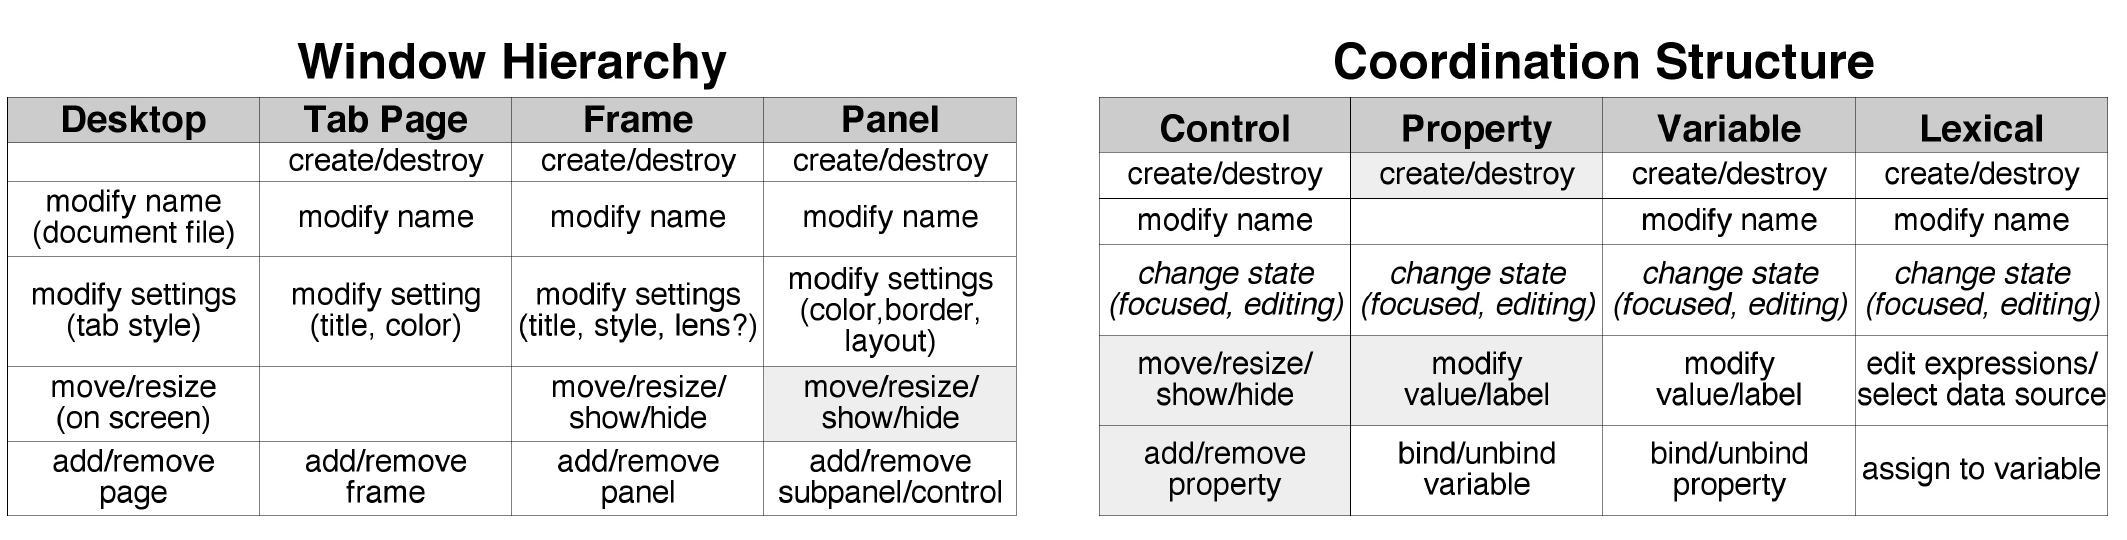 Window Hierarchy
Desktop Tab Page Frame Panel
create/destroy create/destroy create/destroy
modify name
(document file) modify name modify name modify name
modify settings
(tab style) modify setting
(title, color) modify settings
(title, style, lens?) modify settings
(color,border,
layout)
move/resize
(on screen) move/resize/
show/hide move/resize/
show/hide
add/remove
page add/remove
frame add/remove
panel add/remove
subpanel/control
Coordination Structure
Control Property Variable Lexical
create/destroy create/destroy create/destroy create/destroy
modify name modify name modify name
change state
(focused, editing) change state
(focused, editing) change state
(focused, editing) change state
(focused, editing)
move/resize/
show/hide modify
value/label modify
value/label edit expressions/
select data source
add/remove
property bind/unbind
variable bind/unbind
property assign to variable